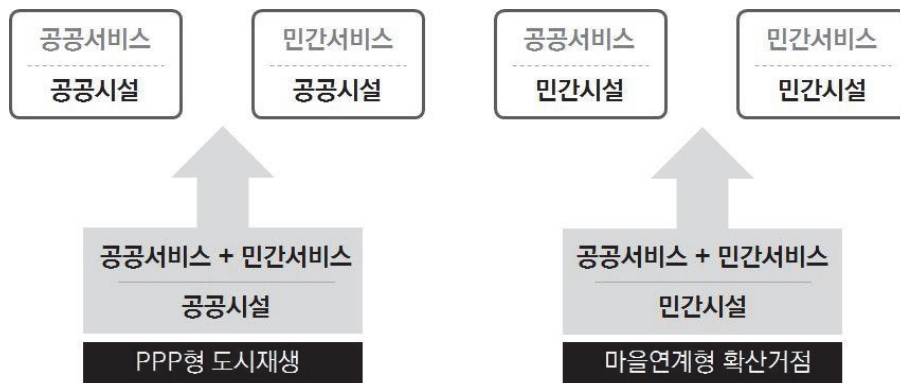 공공서비스
공공시설
민간서비스
공공시설
공공서비스
민간시설
민간서비스
민간시설
공공서비스 + 민간서비스
공공시설
PPP형 도시재생
공공서비스 + 민간서비스
민간시설
마을연계형 확산거점